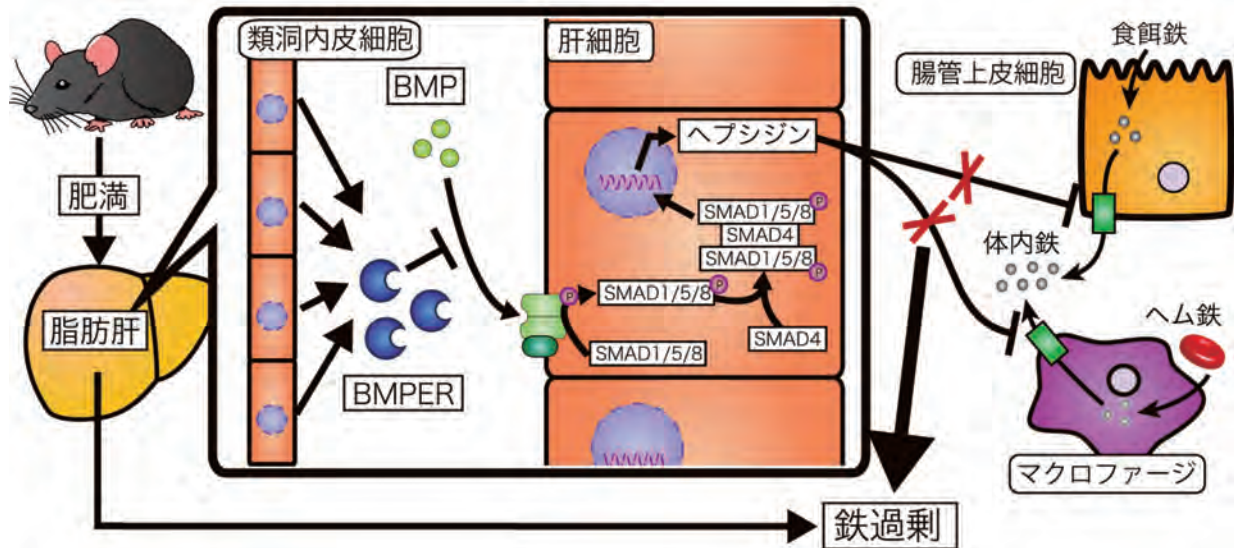 類洞内皮細胞
肝細胞
BMP
BMPER
肥満
脂肪肝
ヘプシジン
SMAD1/5/8
P
SMAD4
SMAD1/5/8
P
P
SMAD1/5/8
P
SMAD1/5/8
SMAD4
腸管上皮細胞
食餌鉄
体内鉄
ヘム鉄
マクロファージ
鉄過剰